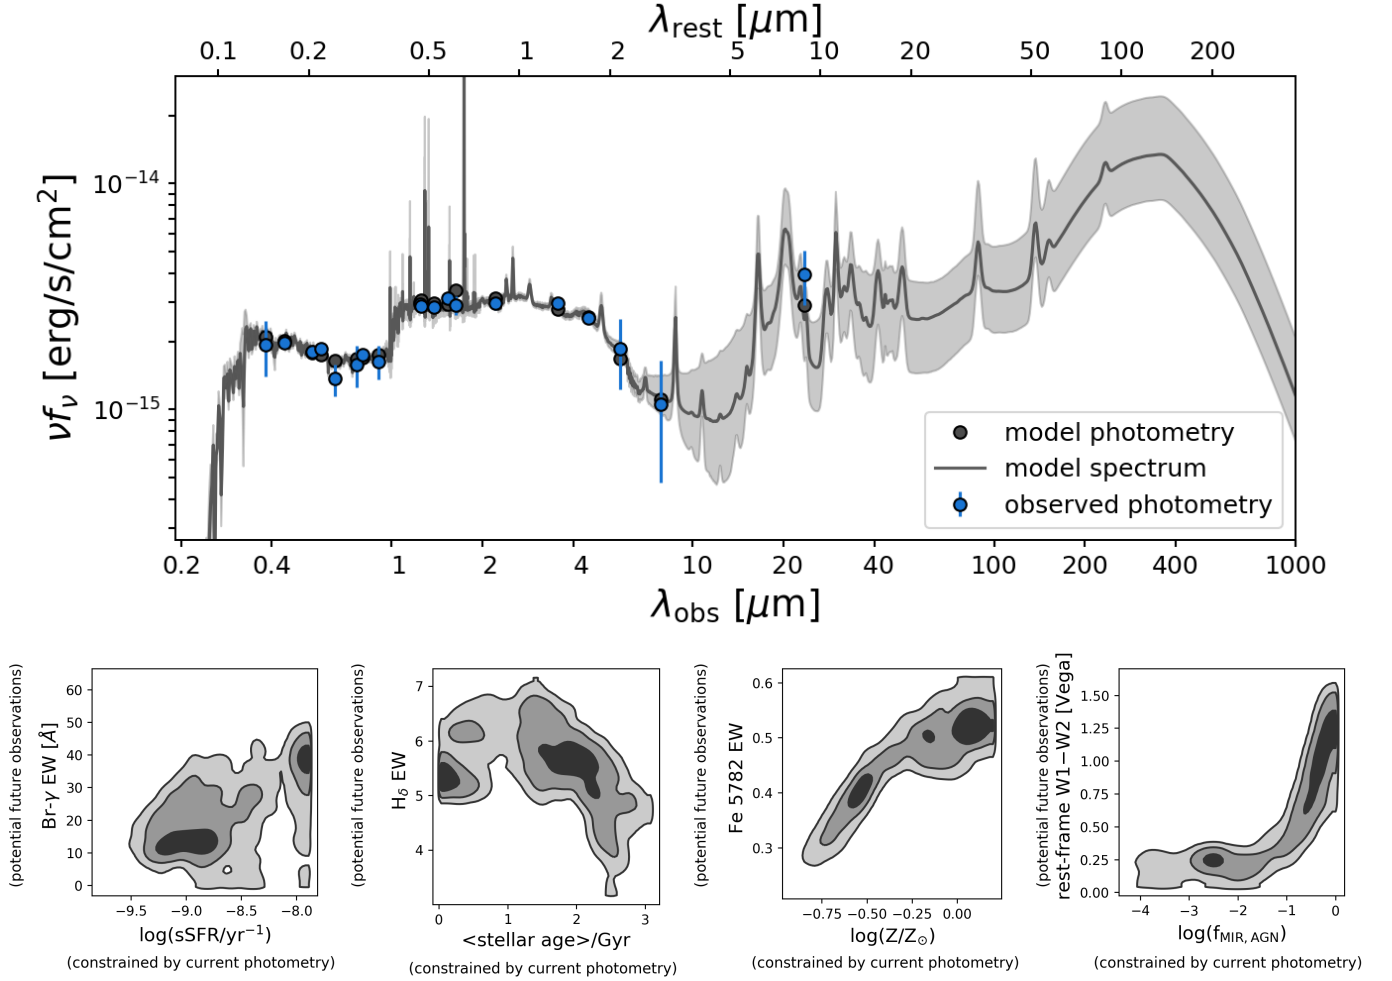 λrest [μm]
0.1 0.2 0.5 1 2 5 10 20 50 100 200
νfν [erg/s/cm²]
10⁻¹⁴
10⁻¹⁵
model photometry
model spectrum
observed photometry
0.2 0.4 1 2 4 10 20 40 100 200 400 1000
λobs [μm]
(potential future observations)
Br-γ EW [Å]
60
50
40
30
20
10
0
−9.5 −9.0 −8.5 −8.0
log(sSFR/yr⁻¹)
(constrained by current photometry)
(potential future observations)
Hδ EW
7
6
5
4
0 1 2 3
<stellar age>/Gyr
(constrained by current photometry)
(potential future observations)
Fe 5782 EW
0.6
0.5
0.4
0.3
−0.75 −0.50 −0.25 0.00
log(Z/Z☉)
(constrained by current photometry)
(potential future observations)
rest-frame W1−W2 [Vega]
1.50
1.25
1.00
0.75
0.50
0.25
0.00
−4 −3 −2 −1 0
log(fMIR, AGN)
(constrained by current photometry)